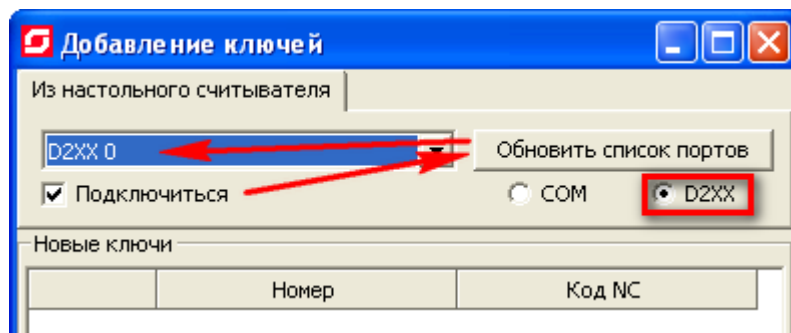 Добавление ключей
Из настольного считывателя
D2XX 0
Обновить список портов
Подключиться
COM
D2XX
Новые ключи
Номер
Код NC